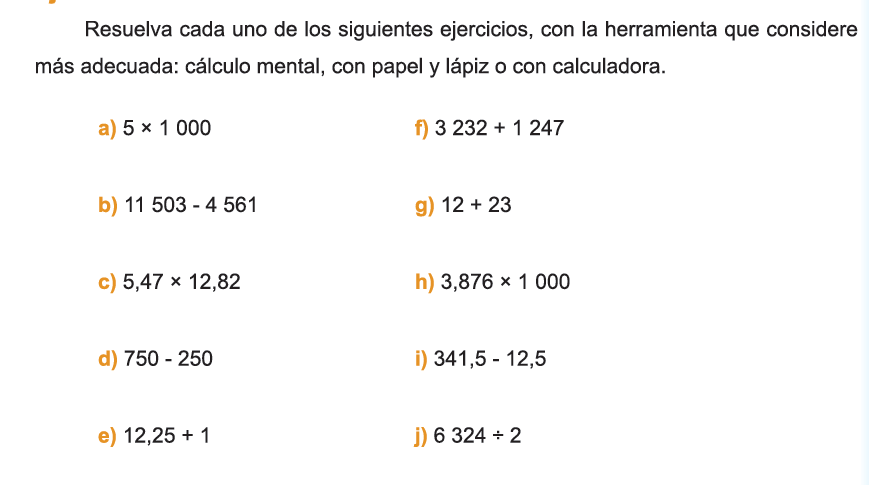 Resuelva cada uno de los siguientes ejercicios, con la herramienta que considere
más adecuada: cálculo mental, con papel y lápiz o con calculadora.
a) 5 × 1 000
f) 3 232 + 1 247
b) 11 503 - 4 561
g) 12 + 23
c) 5,47 × 12,82
h) 3,876 × 1 000
d) 750 - 250
i) 341,5 - 12,5
e) 12,25 + 1
j) 6 324 ÷ 2